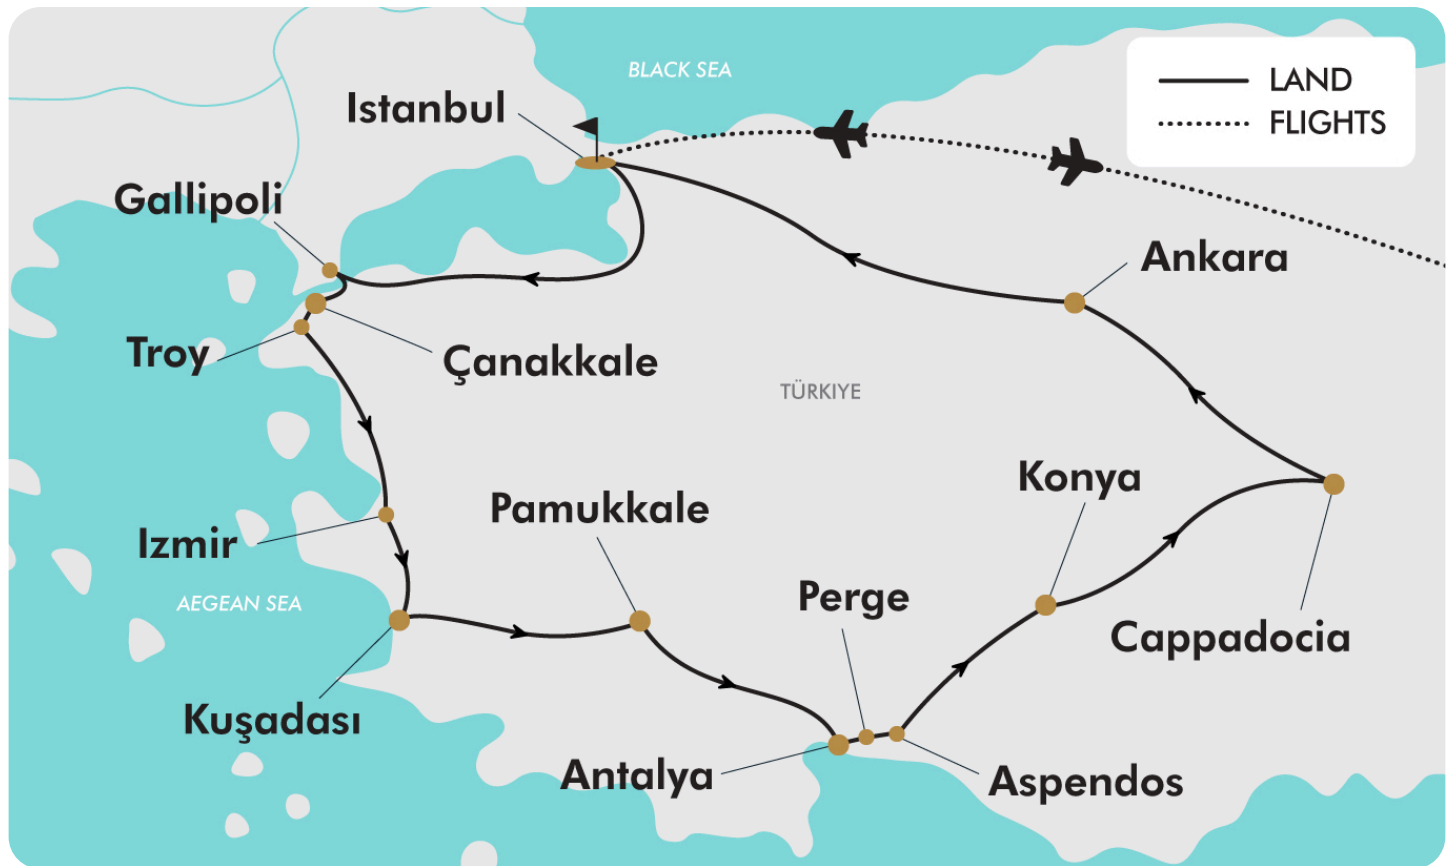 BLACK SEA
LAND
FLIGHTS
Istanbul
Gallipoli
Ankara
Troy
Çanakkale
TÜRKIYE
Konya
Pamukkale
Izmir
Perge
AEGEAN SEA
Cappadocia
Kuşadası
Antalya
Aspendos